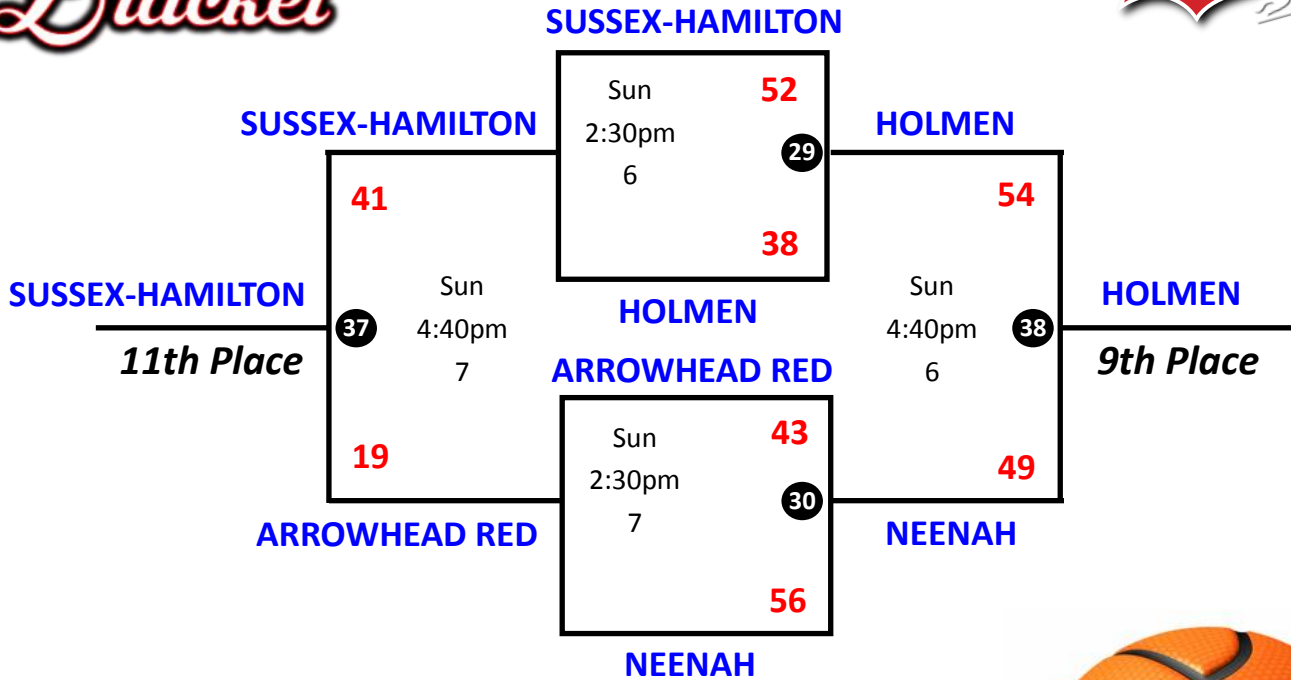 Bracket
SUSSEX-HAMILTON
Sun
52
2:30pm
29
6
38
HOLMEN
SUSSEX-HAMILTON
HOLMEN
41
54
Sun
4:40pm
37
7
Sun
4:40pm
38
6
SUSSEX-HAMILTON
11th Place
HOLMEN
9th Place
ARROWHEAD RED
Sun
43
2:30pm
30
7
56
NEENAH
19
49
ARROWHEAD RED
NEENAH